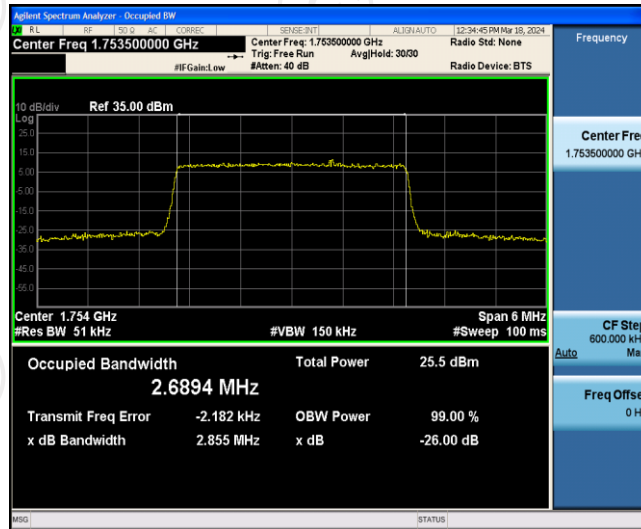 Agilent Spectrum Analyzer - Occupied BW
RL RF 50 Ω AC CORREC SENSE:INT ALIGNAUTO 12:34:45 PM Mar 18, 2024
Center Freq 1.753500000 GHz
Center Freq: 1.753500000 GHz Radio Std: None
Trig: Free Run Avg|Hold: 30/30
#IFGain:Low #Atten: 40 dB Radio Device: BTS
Frequency
10 dB/div Ref 35.00 dBm
Log
25.0
15.0
5.00
-5.00
-15.0
-25.0
-35.0
-45.0
-55.0
Center Fre
1.753500000 GH
Center 1.754 GHz Span 6 MHz
#Res BW 51 kHz #VBW 150 kHz #Sweep 100 ms
CF Step
600.000 kH
Auto Ma
Occupied Bandwidth Total Power 25.5 dBm
2.6894 MHz
Transmit Freq Error -2.182 kHz OBW Power 99.00 %
x dB Bandwidth 2.855 MHz x dB -26.00 dB
Freq Offse
0 H
MSG STATUS